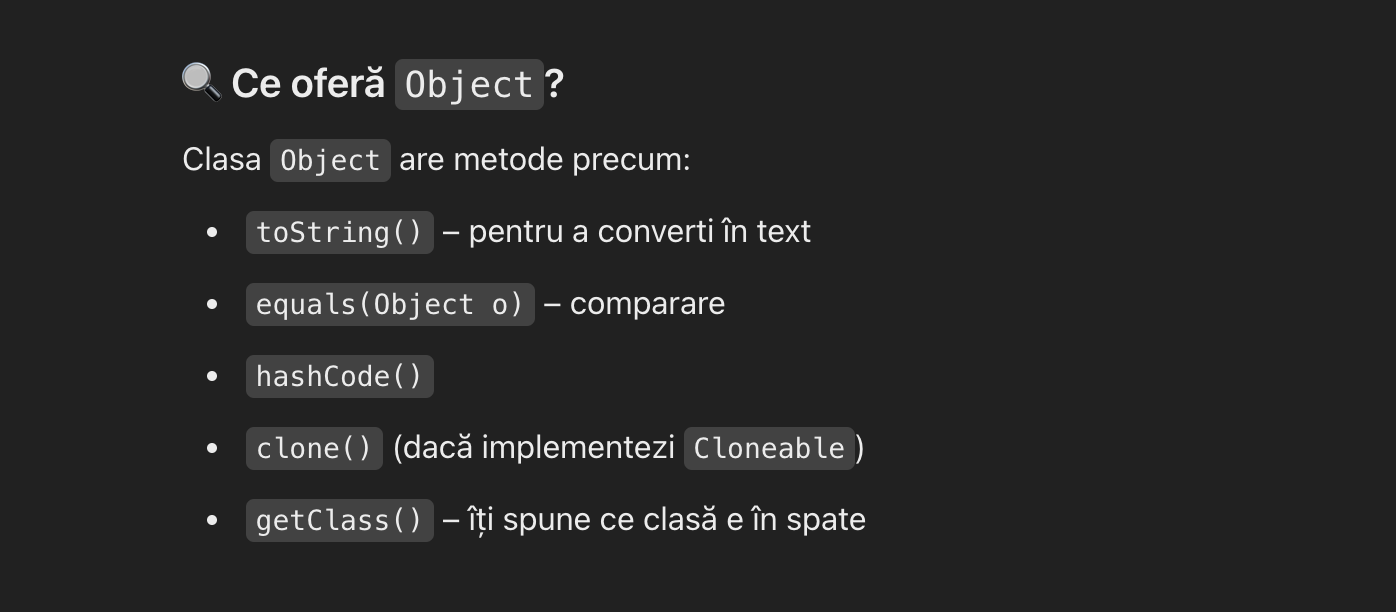 🔍 Ce oferă Object?
Clasa Object are metode precum:
• toString() – pentru a converti în text
• equals(Object o) – comparare
• hashCode()
• clone() (dacă implementezi Cloneable)
• getClass() – îți spune ce clasă e în spate